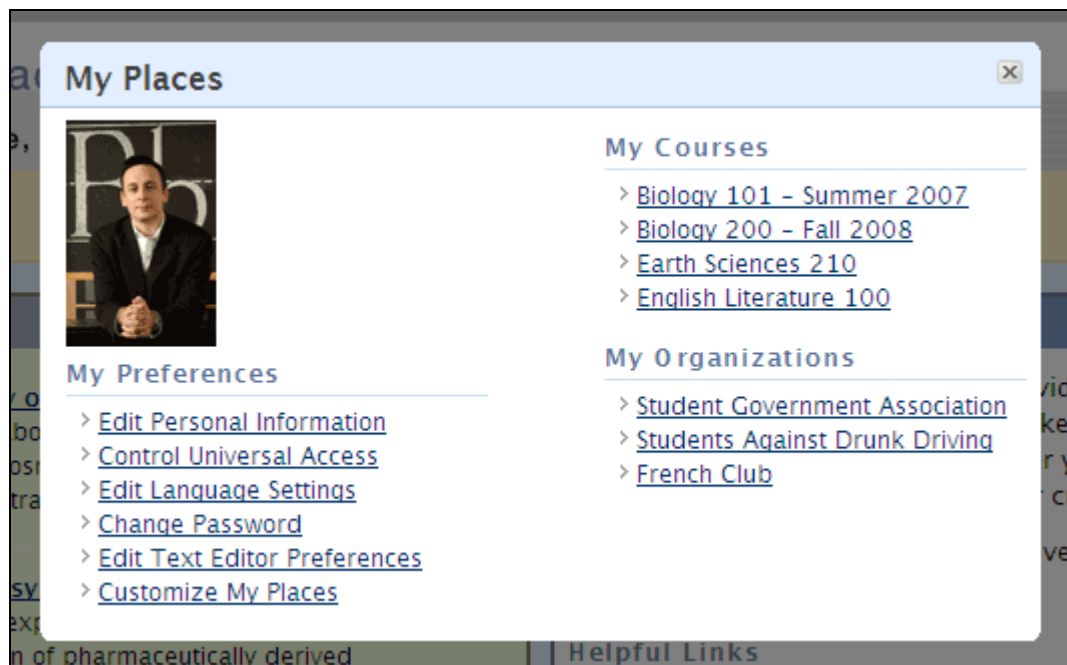 My Places
My Preferences
Edit Personal Information
Control Universal Access
Edit Language Settings
Change Password
Edit Text Editor Preferences
Customize My Places
My Courses
Biology 101 – Summer 2007
Biology 200 – Fall 2008
Earth Sciences 210
English Literature 100
My Organizations
Student Government Association
Students Against Drunk Driving
French Club
n of pharmaceutically derived
Helpful Links